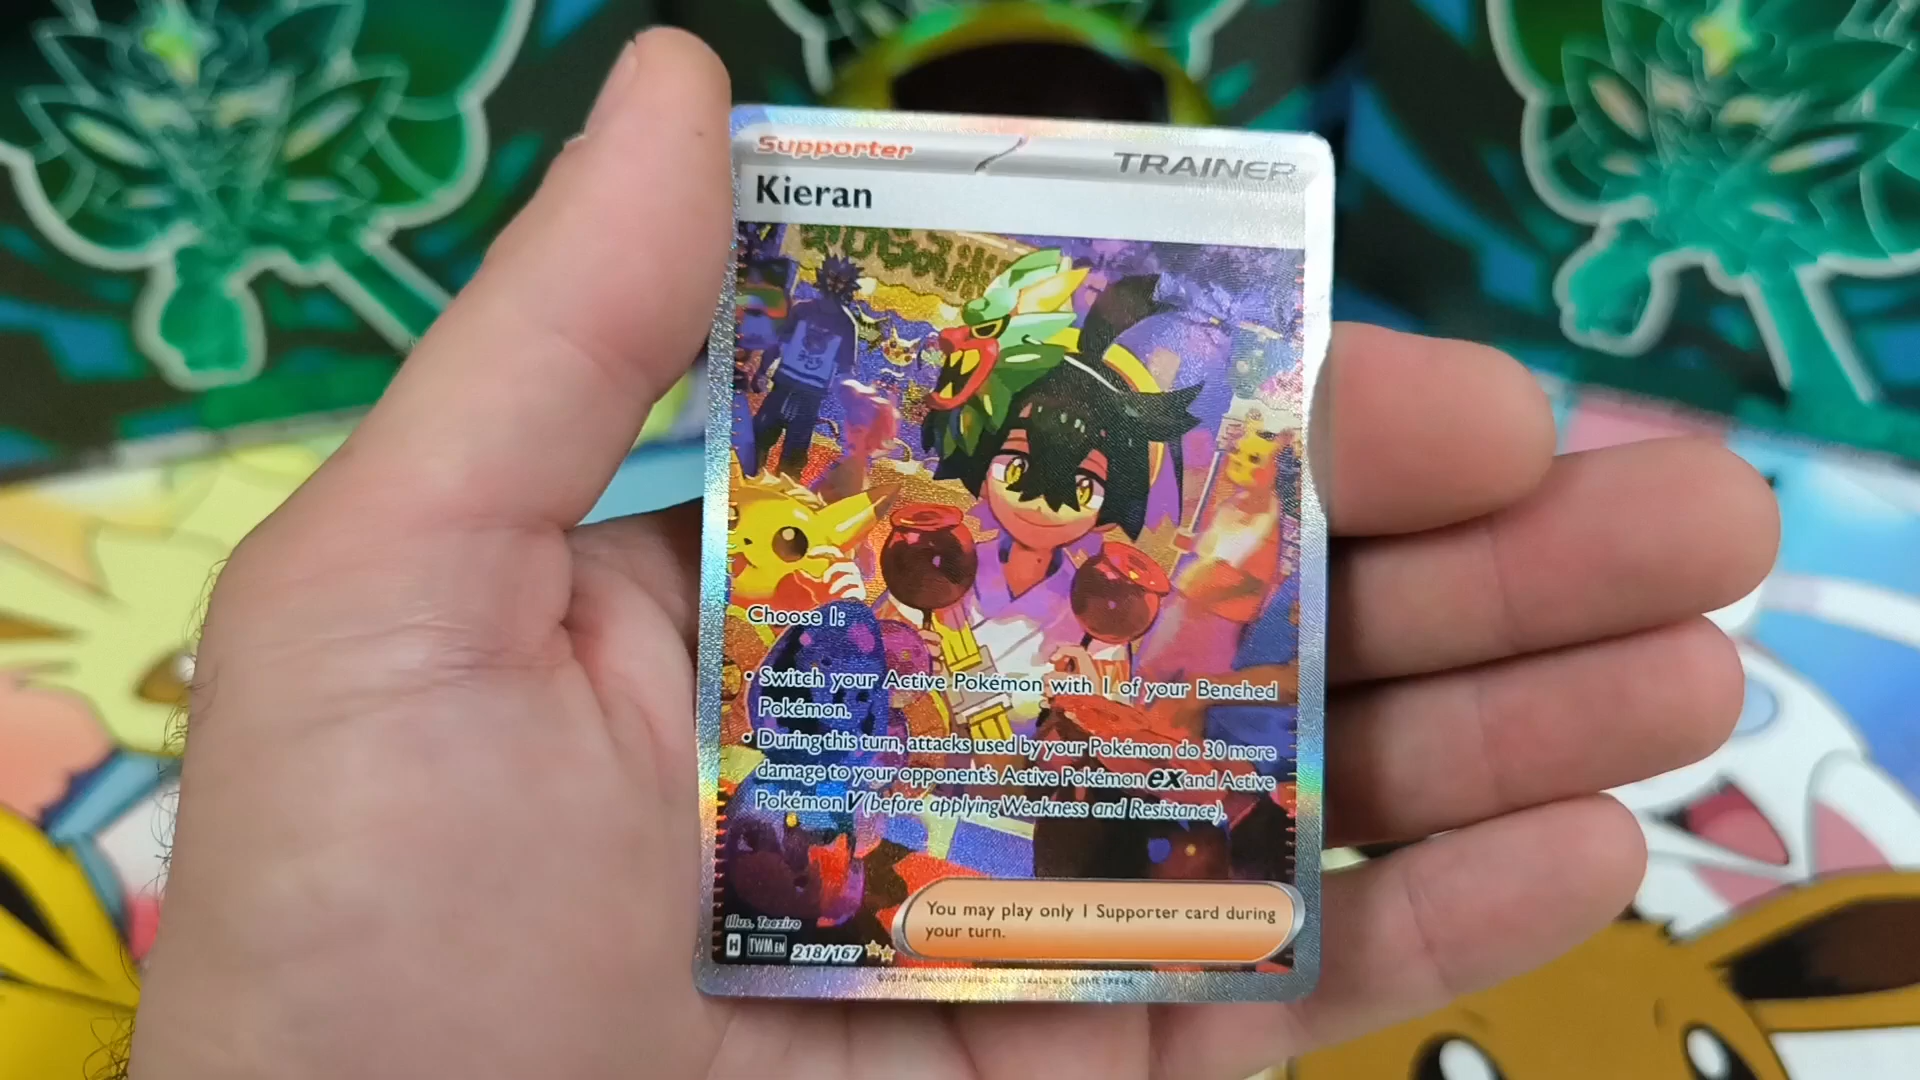 Supporter
TRAINER
Kieran
Choose 1:
• Switch your Active Pokémon with 1 of your Benched
Pokémon.
• During this turn, attacks used by your Pokémon do 30 more
damage to your opponent's Active Pokémon ex and Active
Pokémon V (before applying Weakness and Resistance).
You may play only 1 Supporter card during
your turn.
Illus. Teeziro
H TWM EN 218/167